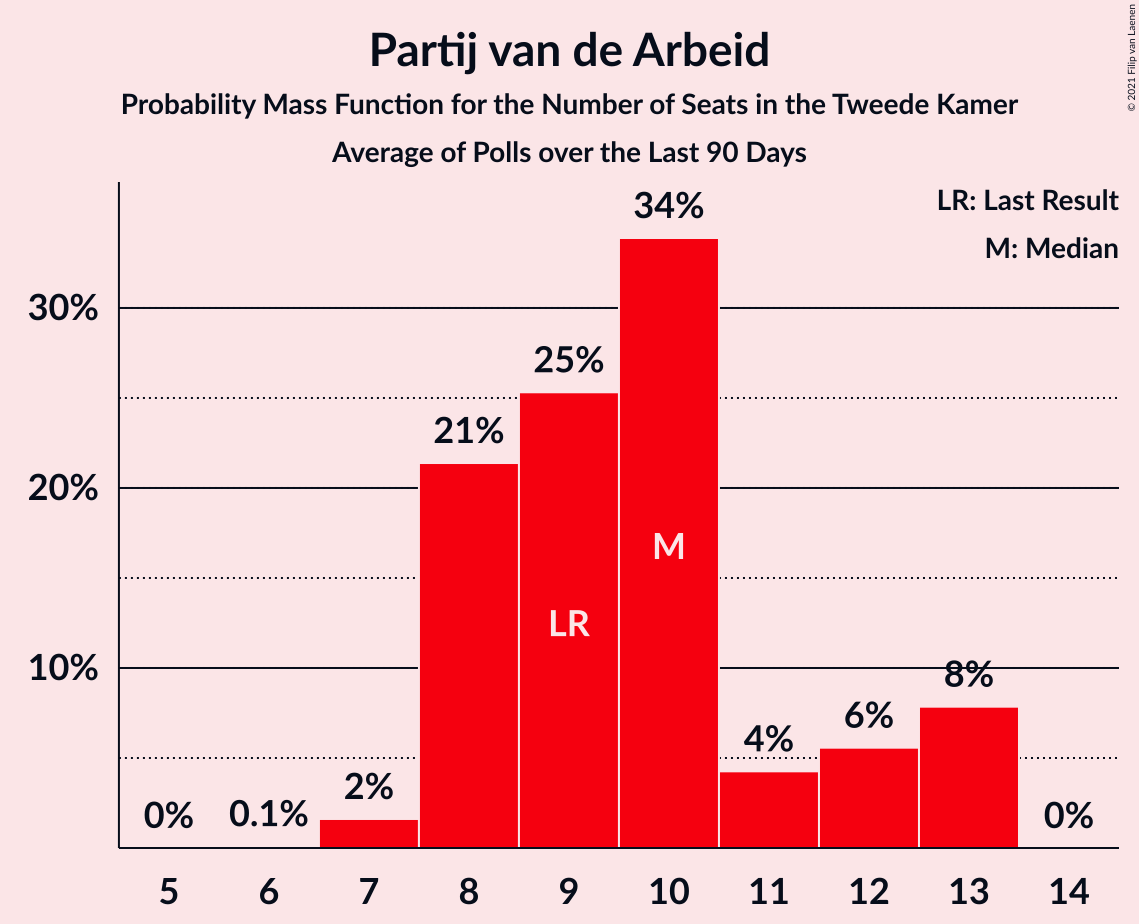 Partij van de Arbeid
Probability Mass Function for the Number of Seats in the Tweede Kamer
Average of Polls over the Last 90 Days
© 2021 Filip van Laenen
LR: Last Result
M: Median
34%
30%
25%
21%
20%
M
LR
10%
8%
6%
4%
2%
0%
0.1%
0%
5 6 7 8 9 10 11 12 13 14